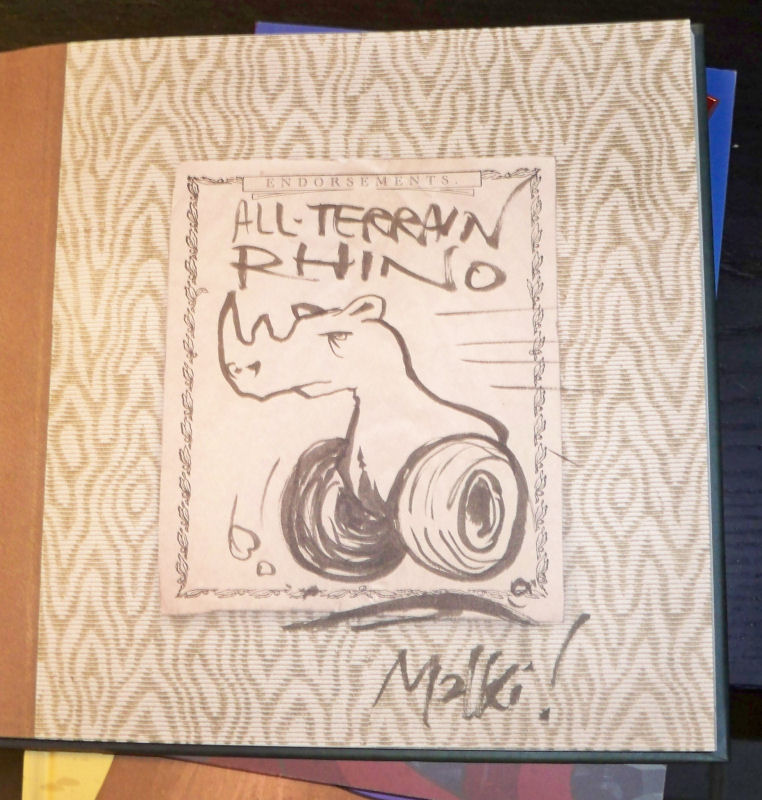 ENDORSEMENTS.
ALL-TERRAIN
RHINO
Malki!